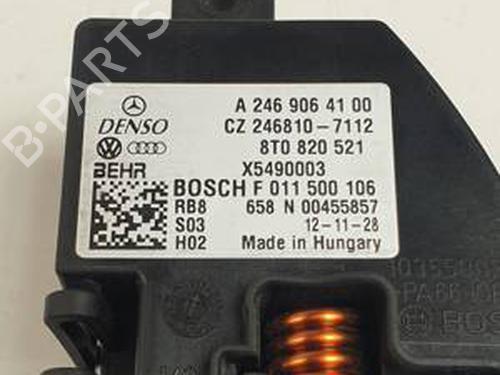 B-PARTS
A 246 906 41 00
DENSO CZ 246810-7112
8T0 820 521
BEHR X5490003
BOSCH F 011 500 106
RB8 658 N 00455857
S03 12-11-28
H02 Made in Hungary
BOS